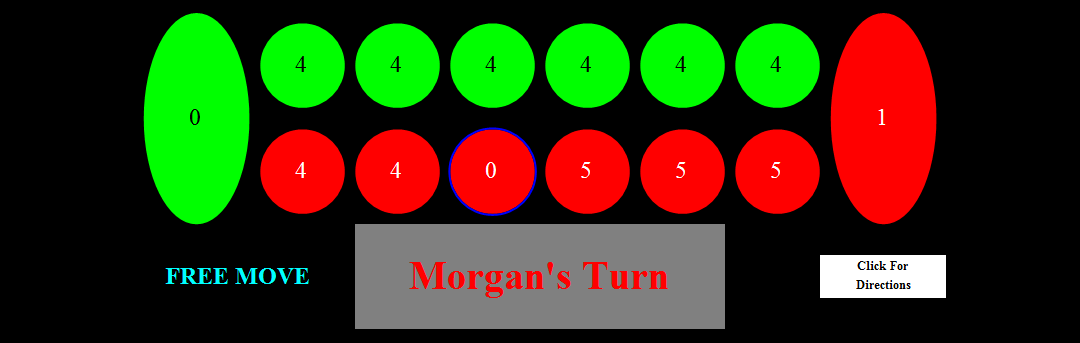 4 4 4 4 4 4
0 1
4 4 0 5 5 5
FREE MOVE
Morgan's Turn
Click For
Directions